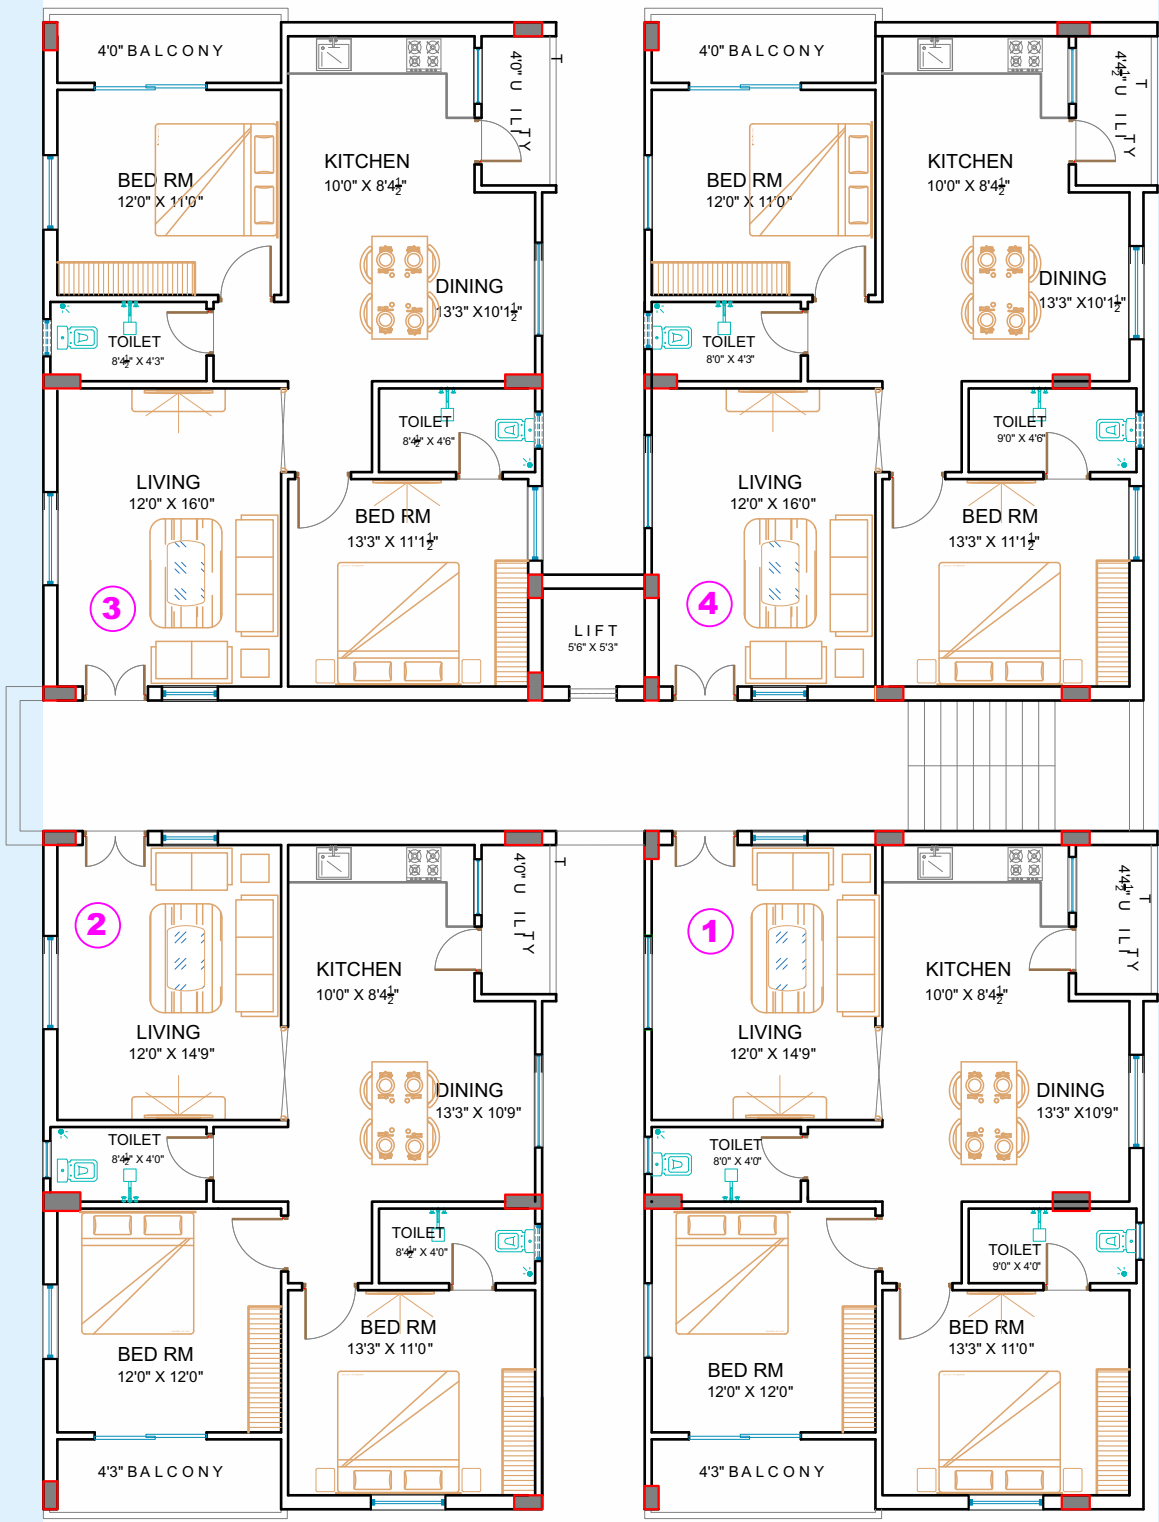 4'0" BALCONY
4'0" UTILITY
KITCHEN
10'0" X 8'4½"
BED RM
12'0" X 11'0"
DINING
13'3" X10'1½"
TOILET
8'4½" X 4'3"
TOILET
8'4½" X 4'6"
LIVING
12'0" X 16'0"
BED RM
13'3" X 11'1½"
3
LIFT
5'6" X 5'3"
4'0" BALCONY
4'4½" UTILITY
KITCHEN
10'0" X 8'4½"
BED RM
12'0" X 11'0"
DINING
13'3" X10'1½"
TOILET
8'0" X 4'3"
TOILET
9'0" X 4'6"
LIVING
12'0" X 16'0"
BED RM
13'3" X 11'1½"
4
2
4'0" UTILITY
KITCHEN
10'0" X 8'4½"
LIVING
12'0" X 14'9"
DINING
13'3" X 10'9"
TOILET
8'4½" X 4'0"
TOILET
8'4½" X 4'0"
BED RM
13'3" X 11'0"
BED RM
12'0" X 12'0"
4'3" BALCONY
1
4'4½" UTILITY
KITCHEN
10'0" X 8'4½"
LIVING
12'0" X 14'9"
DINING
13'3" X10'9"
TOILET
8'0" X 4'0"
TOILET
9'0" X 4'0"
BED RM
13'3" X 11'0"
BED RM
12'0" X 12'0"
4'3" BALCONY